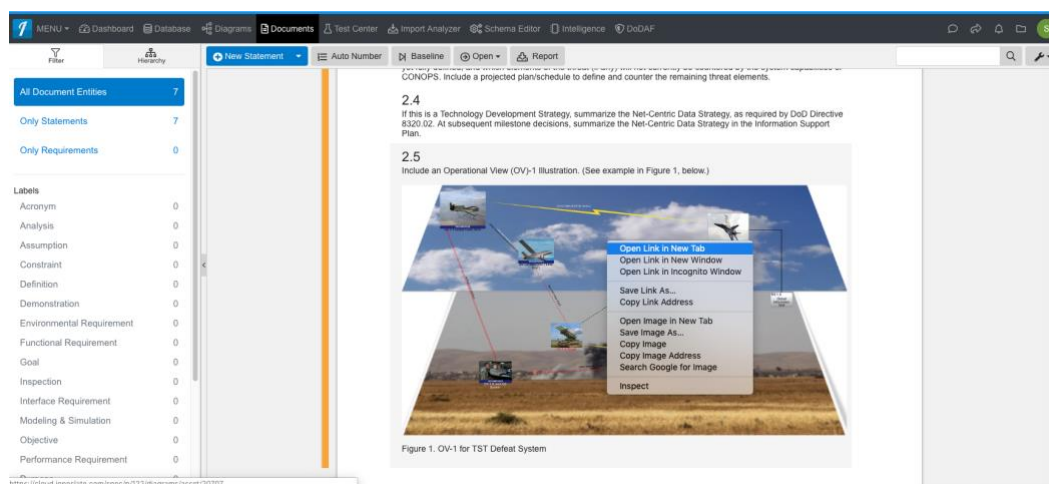 MENU Dashboard Database Diagrams Documents Test Center Import Analyzer Schema Editor Intelligence DoDAF
Filter Hierarchy New Statement Auto Number Baseline Open Report
All Document Entities 7
Only Statements 7
Only Requirements 0
Labels
Acronym 0
Analysis 0
Assumption 0
Constraint 0
Definition 0
Demonstration 0
Environmental Requirement 0
Functional Requirement 0
Goal 0
Inspection 0
Interface Requirement 0
Modeling & Simulation 0
Objective 0
Performance Requirement 0
CONOPS. Include a projected plan/schedule to define and counter the remaining threat elements.
2.4
If this is a Technology Development Strategy, summarize the Net-Centric Data Strategy, as required by DoD Directive
8320.02. At subsequent milestone decisions, summarize the Net-Centric Data Strategy in the Information Support
Plan.
2.5
Include an Operational View (OV)-1 Illustration. (See example in Figure 1, below.)
Open Link in New Tab
Open Link in New Window
Open Link in Incognito Window
Save Link As...
Copy Link Address
Open Image in New Tab
Save Image As...
Copy Image
Copy Image Address
Search Google for Image
Inspect
Figure 1. OV-1 for TST Defeat System